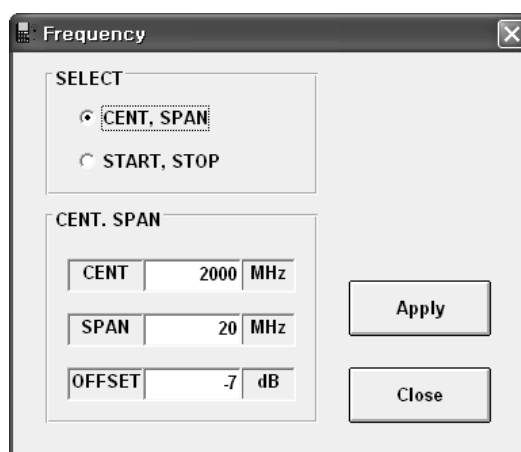 Frequency
SELECT
CENT, SPAN
START, STOP
CENT. SPAN
CENT 2000 MHz
SPAN 20 MHz
OFFSET -7 dB
Apply
Close